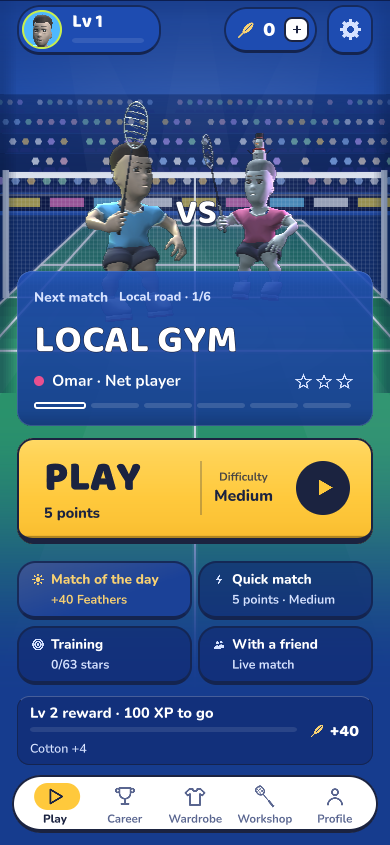 Lv 1
0
+
VS
Next match Local road · 1/6
LOCAL GYM
Omar · Net player
PLAY
5 points
Difficulty
Medium
Match of the day
+40 Feathers
Quick match
5 points · Medium
Training
0/63 stars
With a friend
Live match
Lv 2 reward · 100 XP to go
+40
Cotton +4
Play
Career
Wardrobe
Workshop
Profile